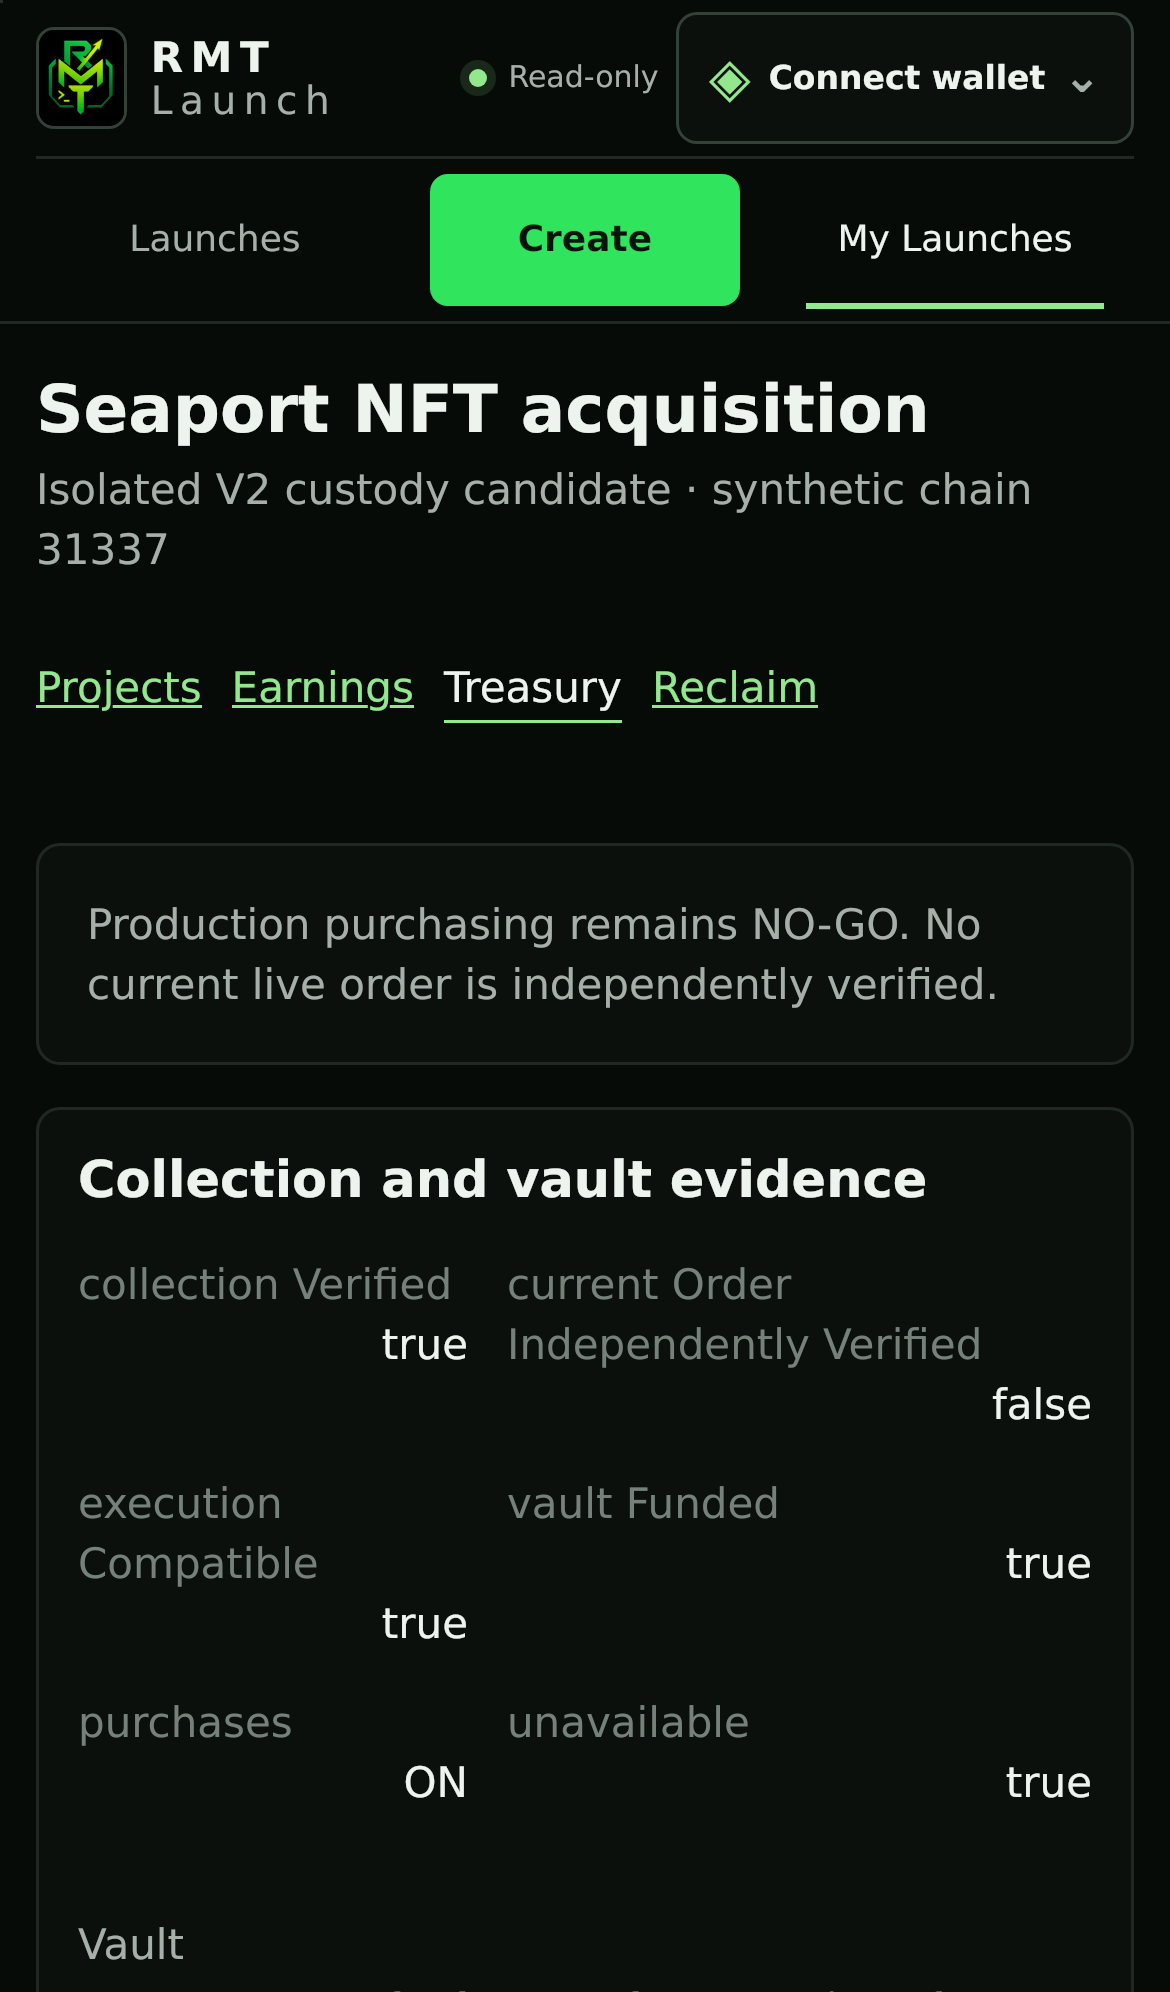 RMT
Launch
Read-only
Connect wallet
Launches
Create
My Launches
Seaport NFT acquisition
Isolated V2 custody candidate · synthetic chain
31337
Projects Earnings Treasury Reclaim
Production purchasing remains NO-GO. No
current live order is independently verified.
Collection and vault evidence
collection Verified
true
current Order
Independently Verified
false
execution
Compatible
true
vault Funded
true
purchases
ON
unavailable
true
Vault